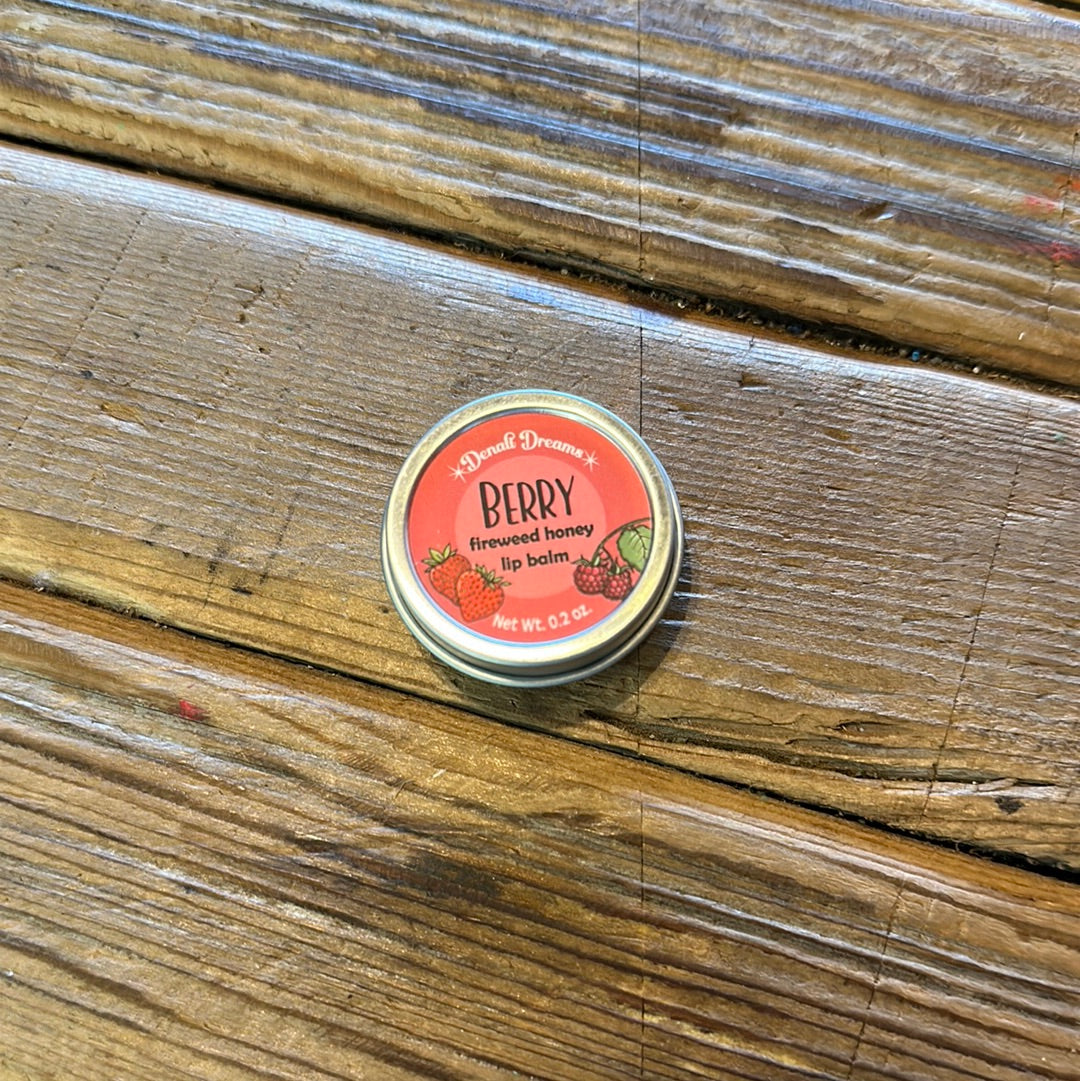 Denali Dreams
BERRY
fireweed honey
lip balm
Net Wt. 0.2 oz.